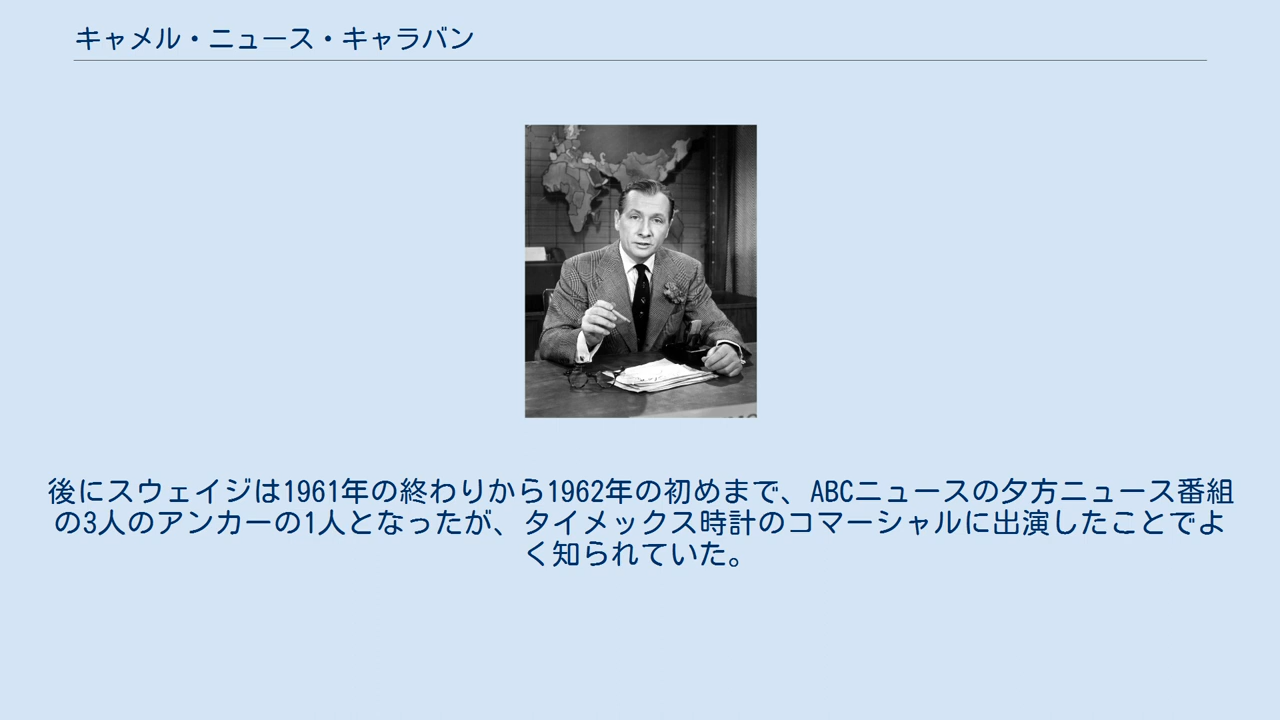 キャメル・ニュース・キャラバン
後にスウェイジは1961年の終わりから1962年の初めまで、ABCニュースの夕方ニュース番組
の3人のアンカーの1人となったが、タイメックス時計のコマーシャルに出演したことでよ
く知られていた。